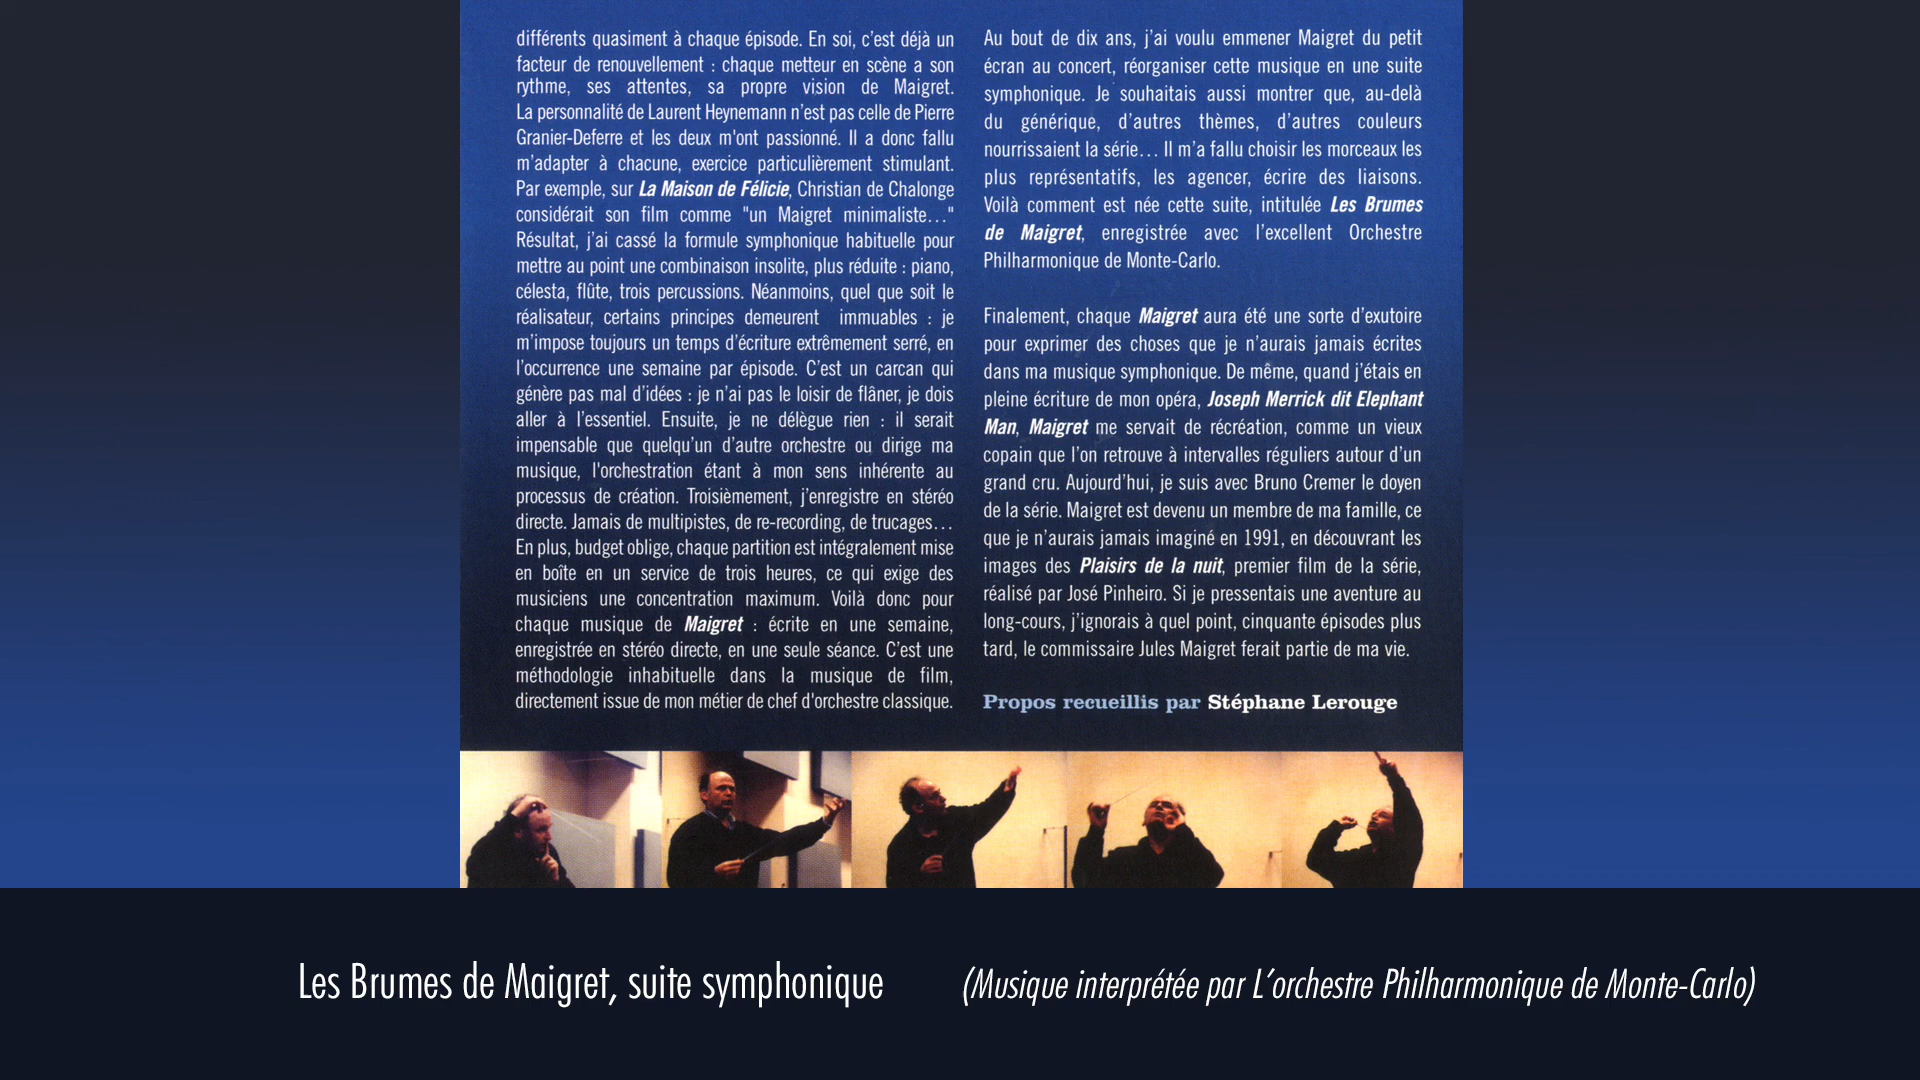 différents quasiment à chaque épisode. En soi, c’est déjà un
facteur de renouvellement : chaque metteur en scène a son
rythme, ses attentes, sa propre vision de Maigret.
La personnalité de Laurent Heynemann n’est pas celle de Pierre
Granier-Deferre et les deux m'ont passionné. Il a donc fallu
m’adapter à chacune, exercice particulièrement stimulant.
Par exemple, sur La Maison de Félicie, Christian de Chalonge
considérait son film comme "un Maigret minimaliste…"
Résultat, j’ai cassé la formule symphonique habituelle pour
mettre au point une combinaison insolite, plus réduite : piano,
célesta, flûte, trois percussions. Néanmoins, quel que soit le
réalisateur, certains principes demeurent immuables : je
m’impose toujours un temps d’écriture extrêmement serré, en
l’occurrence une semaine par épisode. C’est un carcan qui
génère pas mal d’idées : je n’ai pas le loisir de flâner, je dois
aller à l’essentiel. Ensuite, je ne délègue rien : il serait
impensable que quelqu’un d’autre orchestre ou dirige ma
musique, l'orchestration étant à mon sens inhérente au
processus de création. Troisièmement, j’enregistre en stéréo
directe. Jamais de multipistes, de re-recording, de trucages…
En plus, budget oblige, chaque partition est intégralement mise
en boîte en un service de trois heures, ce qui exige des
musiciens une concentration maximum. Voilà donc pour
chaque musique de Maigret : écrite en une semaine,
enregistrée en stéréo directe, en une seule séance. C’est une
méthodologie inhabituelle dans la musique de film,
directement issue de mon métier de chef d'orchestre classique.
Au bout de dix ans, j’ai voulu emmener Maigret du petit
écran au concert, réorganiser cette musique en une suite
symphonique. Je souhaitais aussi montrer que, au-delà
du générique, d’autres thèmes, d’autres couleurs
nourrissaient la série… Il m’a fallu choisir les morceaux les
plus représentatifs, les agencer, écrire des liaisons.
Voilà comment est née cette suite, intitulée Les Brumes
de Maigret, enregistrée avec l’excellent Orchestre
Philharmonique de Monte-Carlo.
Finalement, chaque Maigret aura été une sorte d’exutoire
pour exprimer des choses que je n’aurais jamais écrites
dans ma musique symphonique. De même, quand j’étais en
pleine écriture de mon opéra, Joseph Merrick dit Elephant
Man, Maigret me servait de récréation, comme un vieux
copain que l’on retrouve à intervalles réguliers autour d’un
grand cru. Aujourd’hui, je suis avec Bruno Cremer le doyen
de la série. Maigret est devenu un membre de ma famille, ce
que je n’aurais jamais imaginé en 1991, en découvrant les
images des Plaisirs de la nuit, premier film de la série,
réalisé par José Pinheiro. Si je pressentais une aventure au
long-cours, j’ignorais à quel point, cinquante épisodes plus
tard, le commissaire Jules Maigret ferait partie de ma vie.
Propos recueillis par Stéphane Lerouge
Les Brumes de Maigret, suite symphonique
(Musique interprétée par L’orchestre Philharmonique de Monte-Carlo)